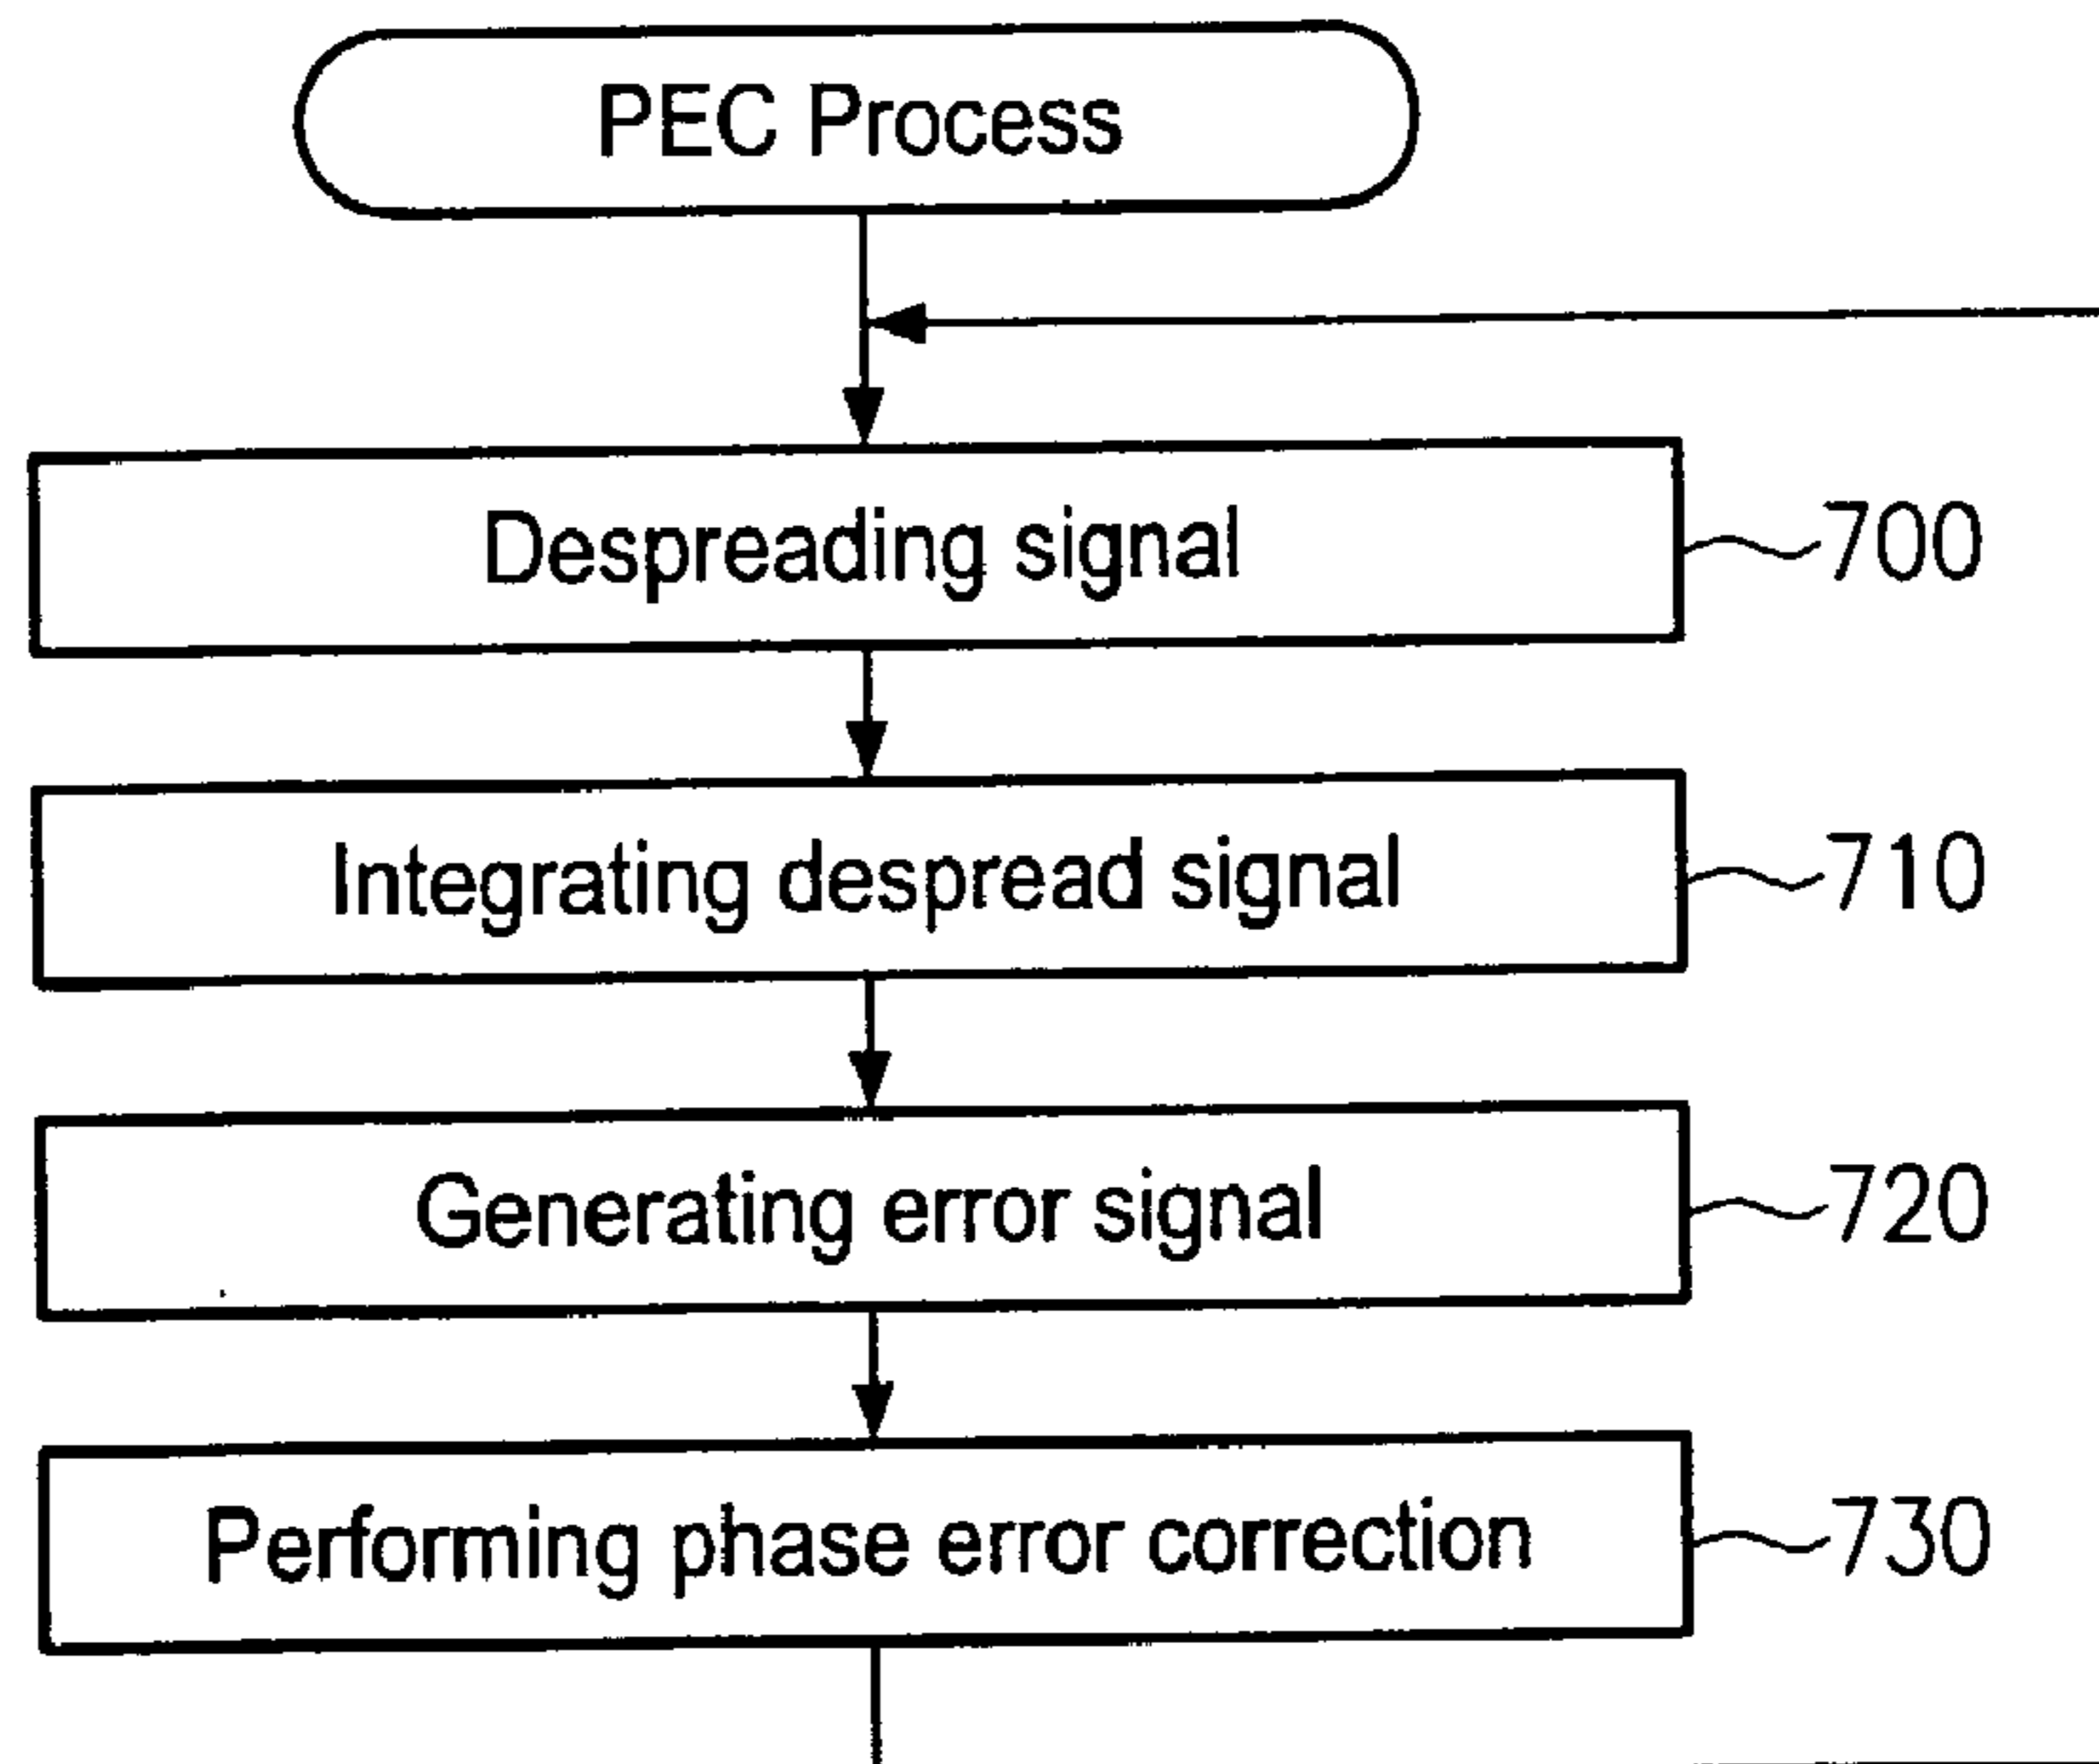 PEC Process
Despreading signal
700
Integrating despread signal
710
Generating error signal
720
Performing phase error correction
730